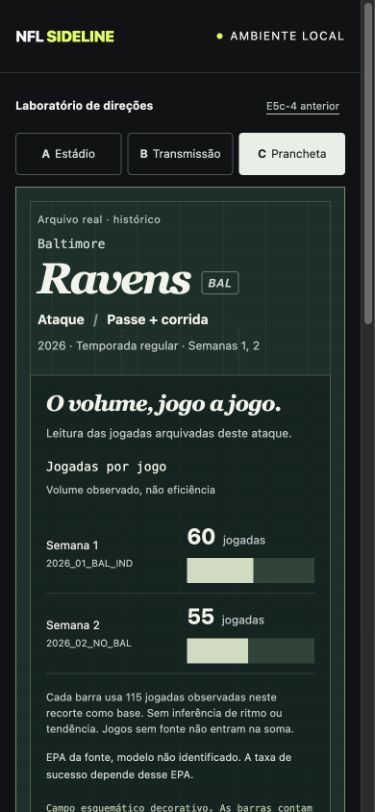 NFL SIDELINE
AMBIENTE LOCAL
Laboratório de direções
E5c-4 anterior
A Estádio
B Transmissão
C Prancheta
Arquivo real · histórico
Baltimore
Ravens BAL
Ataque / Passe + corrida
2026 · Temporada regular · Semanas 1, 2
O volume, jogo a jogo.
Leitura das jogadas arquivadas deste ataque.
Jogadas por jogo
Volume observado, não eficiência
Semana 1
2026_01_BAL_IND
60 jogadas
Semana 2
2026_02_NO_BAL
55 jogadas
Cada barra usa 115 jogadas observadas neste
recorte como base. Sem inferência de ritmo ou
tendência. Jogos sem fonte não entram na soma.
EPA da fonte, modelo não identificado. A taxa de
sucesso depende desse EPA.
Campo esquemático decorativo. As barras contam